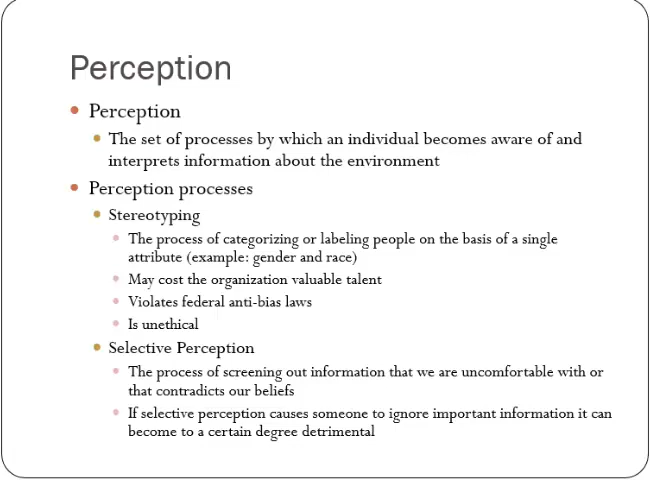 Perception
Perception
The set of processes by which an individual becomes aware of and
interprets information about the environment
Perception processes
Stereotyping
The process of categorizing or labeling people on the basis of a single
attribute (example: gender and race)
May cost the organization valuable talent
Violates federal anti-bias laws
Is unethical
Selective Perception
The process of screening out information that we are uncomfortable with or
that contradicts our beliefs
If selective perception causes someone to ignore important information it can
become to a certain degree detrimental